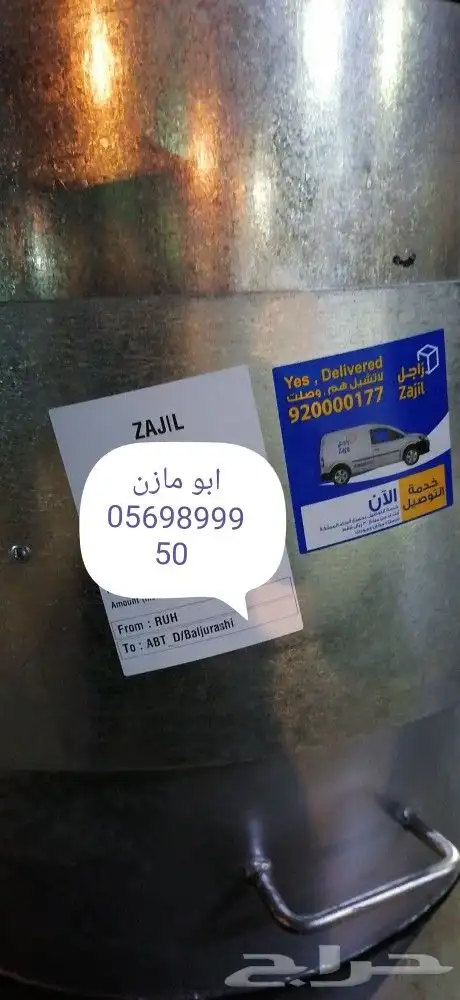 ZAJIL
ابو مازن
05698999
50
Amount
From : RUH
To : ABT D/Baljurashi
Yes , Delivered
لاتشيل هم , وصلت
920000177
زاجل
Zajil
الآن
خدمة
التوصيل
حراج